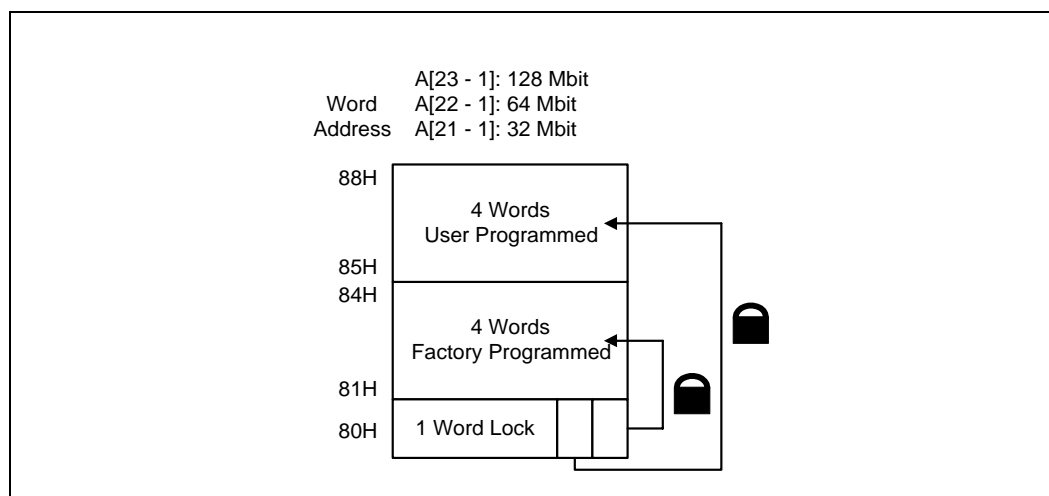 A[23 - 1]: 128 Mbit
Word A[22 - 1]: 64 Mbit
Address A[21 - 1]: 32 Mbit
88H
4 Words
User Programmed
85H
84H
4 Words
Factory Programmed
81H
80H 1 Word Lock